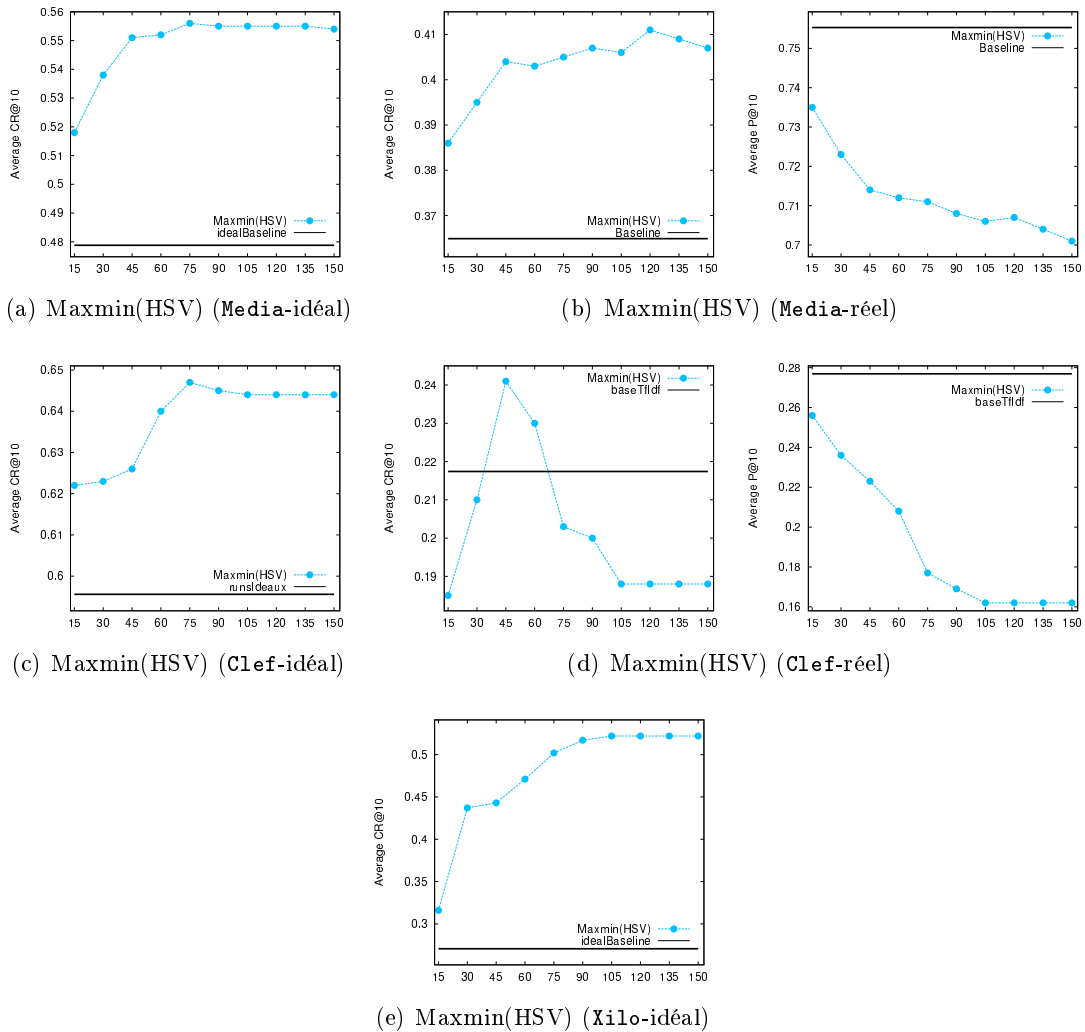 0.56
0.55
0.54
0.53
0.52
0.51
0.5
0.49
0.48
Average CR@10
Maxmin(HSV)
idealBaseline
15 30 45 60 75 90 105 120 135 150
(a) Maxmin(HSV) (Media-idéal)
0.41
0.4
0.39
0.38
0.37
Average CR@10
Maxmin(HSV)
Baseline
15 30 45 60 75 90 105 120 135 150
0.75
0.74
0.73
0.72
0.71
0.7
Average P@10
Maxmin(HSV)
Baseline
15 30 45 60 75 90 105 120 135 150
(b) Maxmin(HSV) (Media-réel)
0.65
0.64
0.63
0.62
0.61
0.6
Average CR@10
Maxmin(HSV)
runsIdeaux
15 30 45 60 75 90 105 120 135 150
(c) Maxmin(HSV) (Clef-idéal)
0.24
0.23
0.22
0.21
0.2
0.19
Average CR@10
Maxmin(HSV)
baseTfIdf
15 30 45 60 75 90 105 120 135 150
0.28
0.26
0.24
0.22
0.2
0.18
0.16
Average P@10
Maxmin(HSV)
baseTfIdf
15 30 45 60 75 90 105 120 135 150
(d) Maxmin(HSV) (Clef-réel)
0.5
0.45
0.4
0.35
0.3
Average CR@10
Maxmin(HSV)
idealBaseline
15 30 45 60 75 90 105 120 135 150
(e) Maxmin(HSV) (Xilo-idéal)